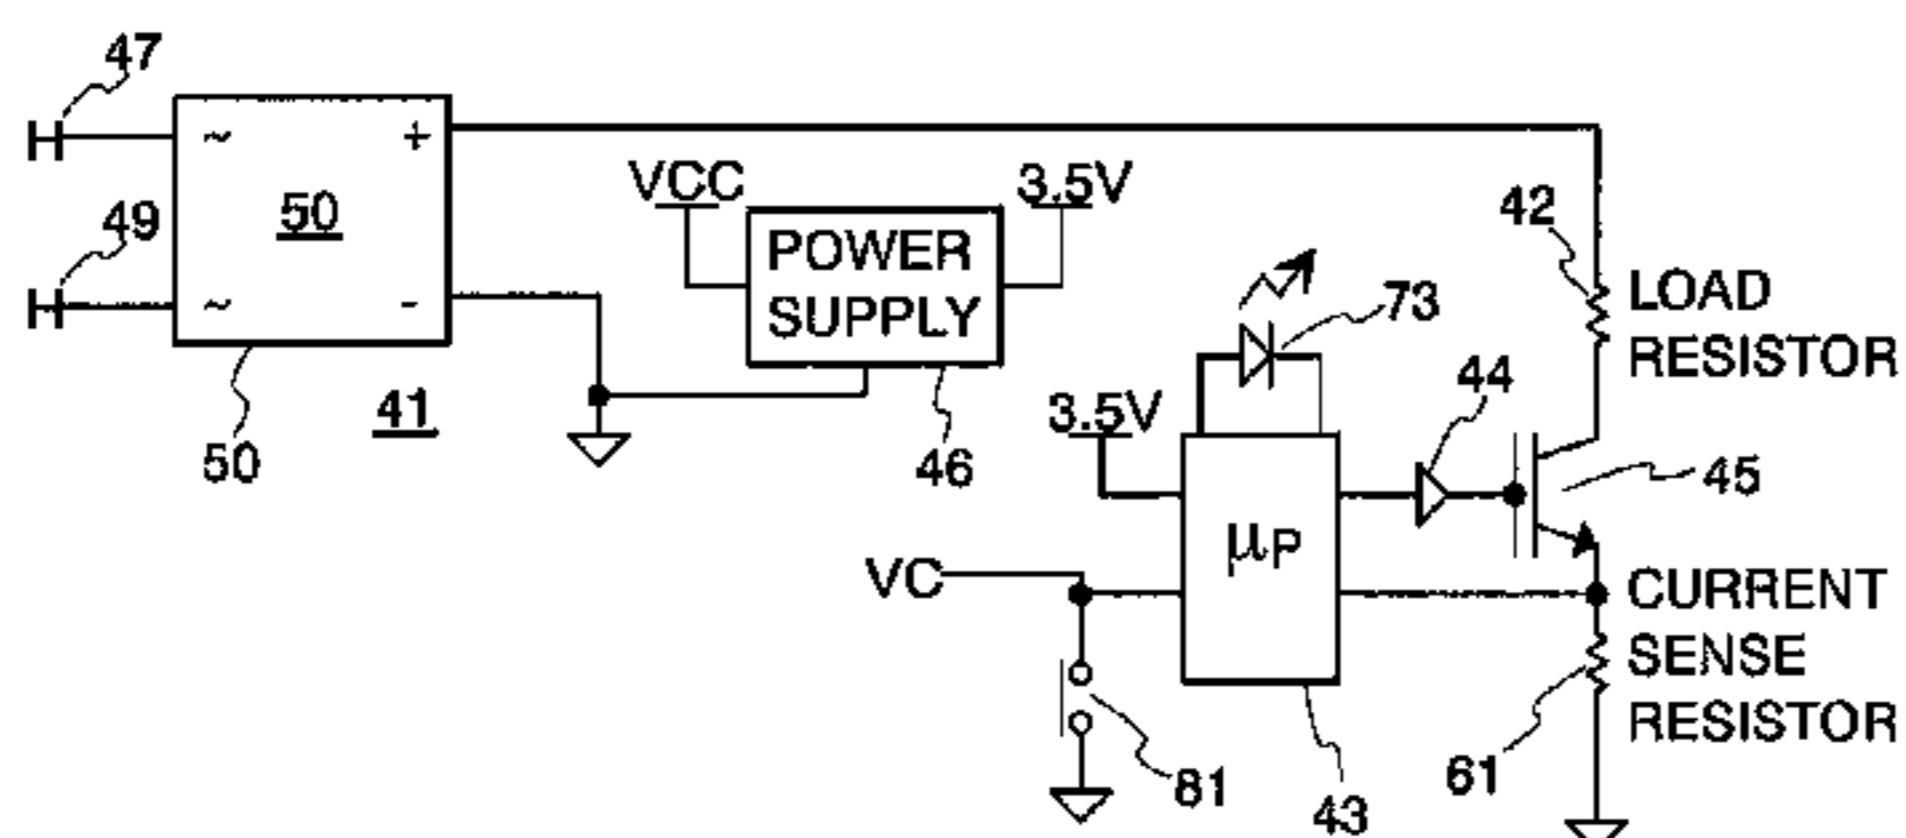 47
~ +
50
49
~ -
50
41
VCC
POWER
SUPPLY
3.5V
46
42
LOAD
RESISTOR
73
44
3.5V
45
μP
VC
CURRENT
SENSE
RESISTOR
81
43
61